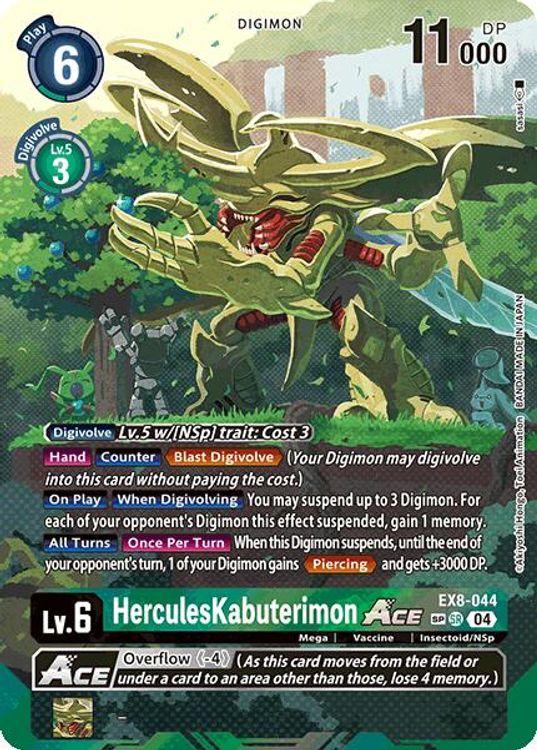 Play
6
DIGIMON
11000
DP
Digivolve
Lv.5
3
sasasi
©Akiyoshi Hongo, Toei Animation BANDAI MADE IN JAPAN
Digivolve Lv.5 w/[NSp] trait: Cost 3
Hand Counter Blast Digivolve (Your Digimon may digivolve
into this card without paying the cost.)
On Play When Digivolving You may suspend up to 3 Digimon. For
each of your opponent's Digimon this effect suspended, gain 1 memory.
All Turns Once Per Turn When this Digimon suspends, until the end of
your opponent's turn, 1 of your Digimon gains Piercing and gets +3000 DP.
Lv.6 HerculesKabuterimon ACE EX8-044
SP SR 04
Mega | Vaccine | Insectoid/NSp
ACE Overflow《-4》(As this card moves from the field or
under a card to an area other than those, lose 4 memory.)
-